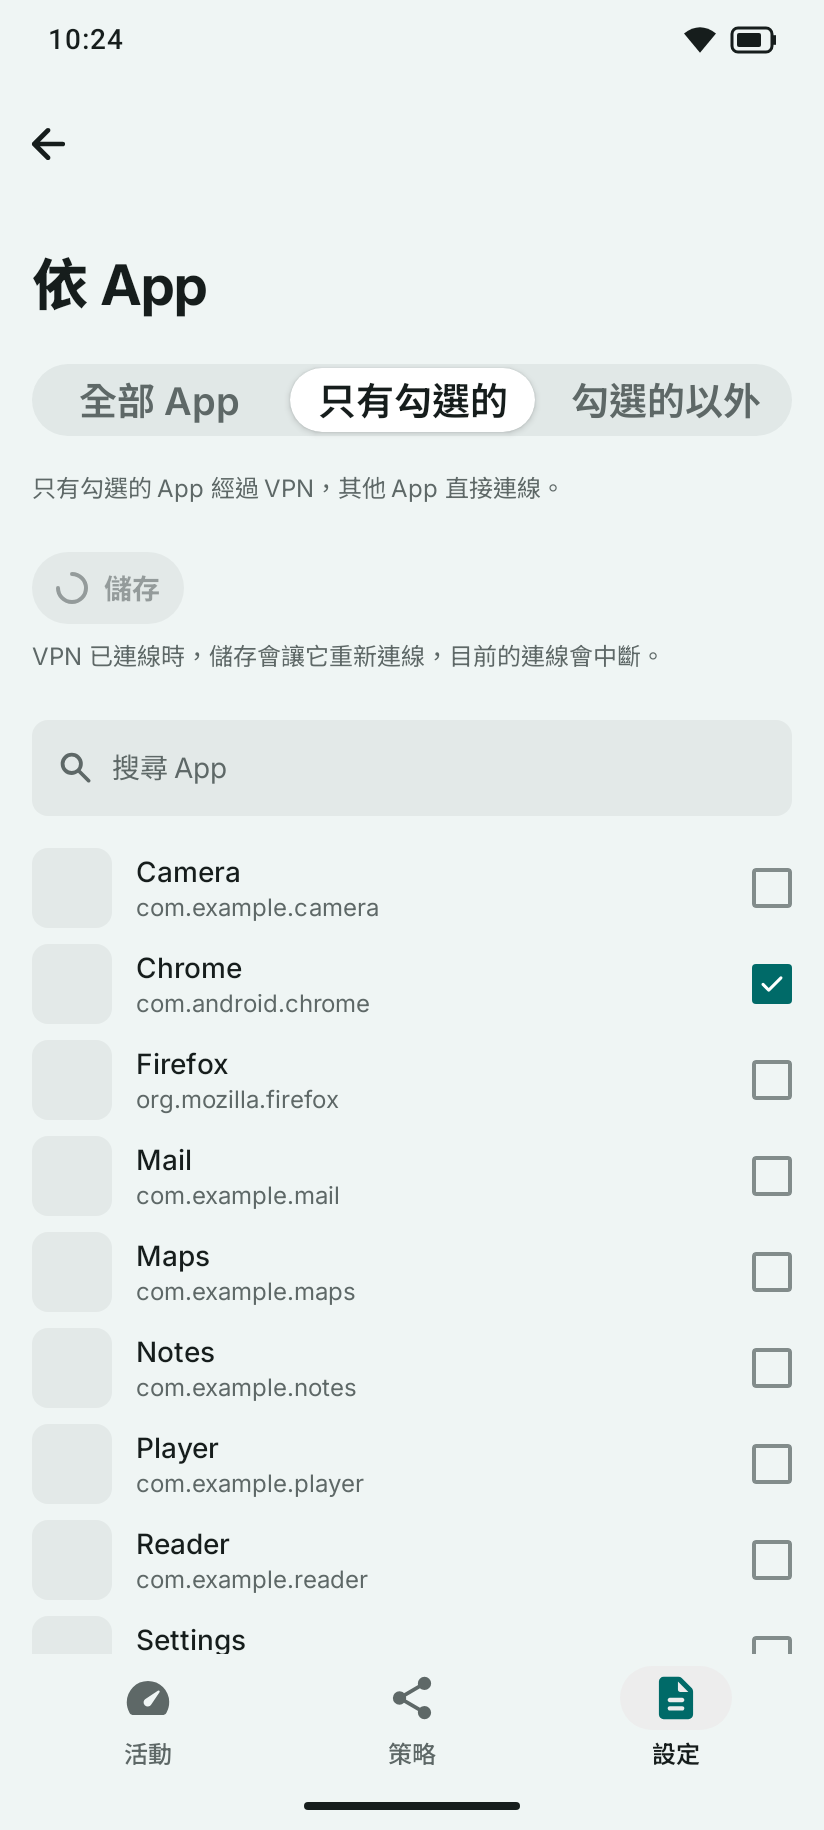 10:24
依 App
全部 App
只有勾選的
勾選的以外
只有勾選的 App 經過 VPN，其他 App 直接連線。
儲存
VPN 已連線時，儲存會讓它重新連線，目前的連線會中斷。
搜尋 App
Camera
com.example.camera
Chrome
com.android.chrome
Firefox
org.mozilla.firefox
Mail
com.example.mail
Maps
com.example.maps
Notes
com.example.notes
Player
com.example.player
Reader
com.example.reader
Settings
活動
策略
設定